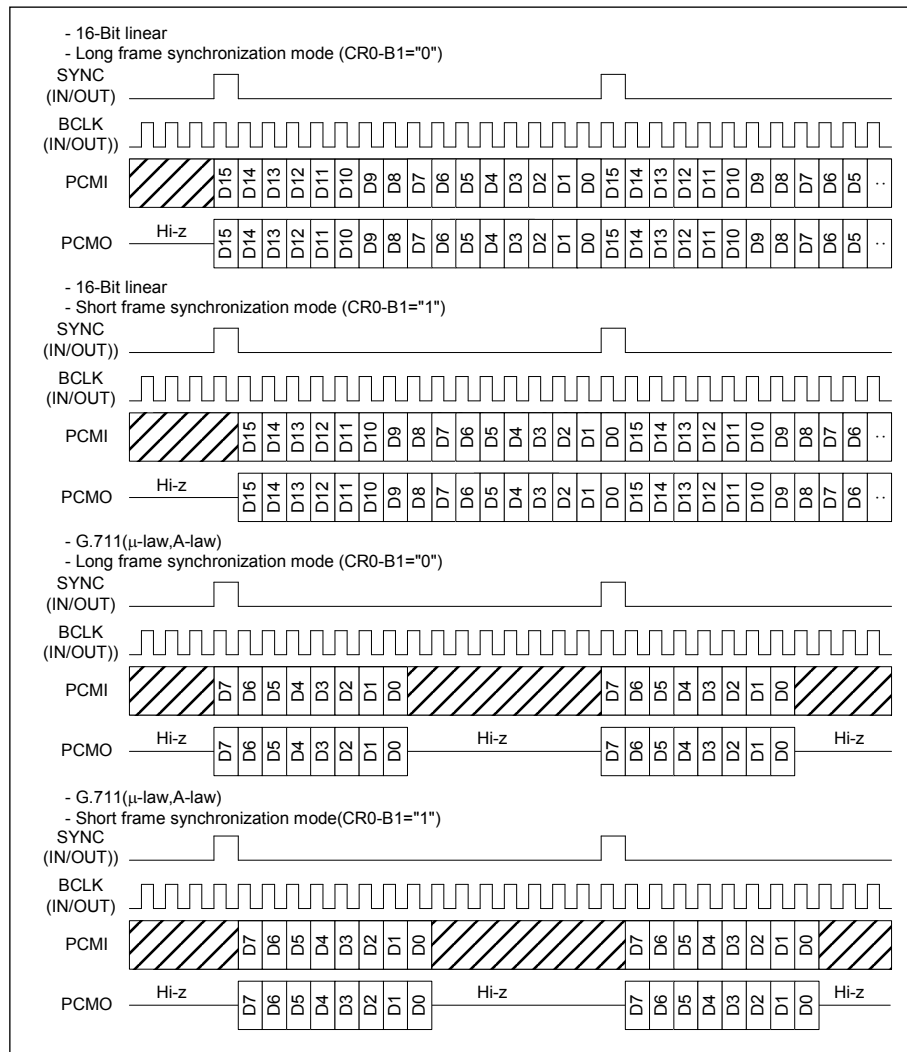 - 16-Bit linear
- Long frame synchronization mode (CR0-B1="0")
SYNC
(IN/OUT)
BCLK
(IN/OUT))
PCMI D15 D14 D13 D12 D11 D10 D9 D8 D7 D6 D5 D4 D3 D2 D1 D0 D15 D14 D13 D12 D11 D10 D9 D8 D7 D6 D5 :
PCMO Hi-z D15 D14 D13 D12 D11 D10 D9 D8 D7 D6 D5 D4 D3 D2 D1 D0 D15 D14 D13 D12 D11 D10 D9 D8 D7 D6 D5 :
- 16-Bit linear
- Short frame synchronization mode (CR0-B1="1")
SYNC
(IN/OUT))
BCLK
(IN/OUT)
PCMI D15 D14 D13 D12 D11 D10 D9 D8 D7 D6 D5 D4 D3 D2 D1 D0 D15 D14 D13 D12 D11 D10 D9 D8 D7 D6 :
PCMO Hi-z D15 D14 D13 D12 D11 D10 D9 D8 D7 D6 D5 D4 D3 D2 D1 D0 D15 D14 D13 D12 D11 D10 D9 D8 D7 D6 :
- G.711(μ-law,A-law)
- Long frame synchronization mode (CR0-B1="0")
SYNC
(IN/OUT)
BCLK
(IN/OUT))
PCMI D7 D6 D5 D4 D3 D2 D1 D0 D7 D6 D5 D4 D3 D2 D1 D0
PCMO Hi-z D7 D6 D5 D4 D3 D2 D1 D0 Hi-z D7 D6 D5 D4 D3 D2 D1 D0 Hi-z
- G.711(μ-law,A-law)
- Short frame synchronization mode(CR0-B1="1")
SYNC
(IN/OUT))
BCLK
(IN/OUT)
PCMI D7 D6 D5 D4 D3 D2 D1 D0 D7 D6 D5 D4 D3 D2 D1 D0
PCMO Hi-z D7 D6 D5 D4 D3 D2 D1 D0 Hi-z D7 D6 D5 D4 D3 D2 D1 D0 Hi-z